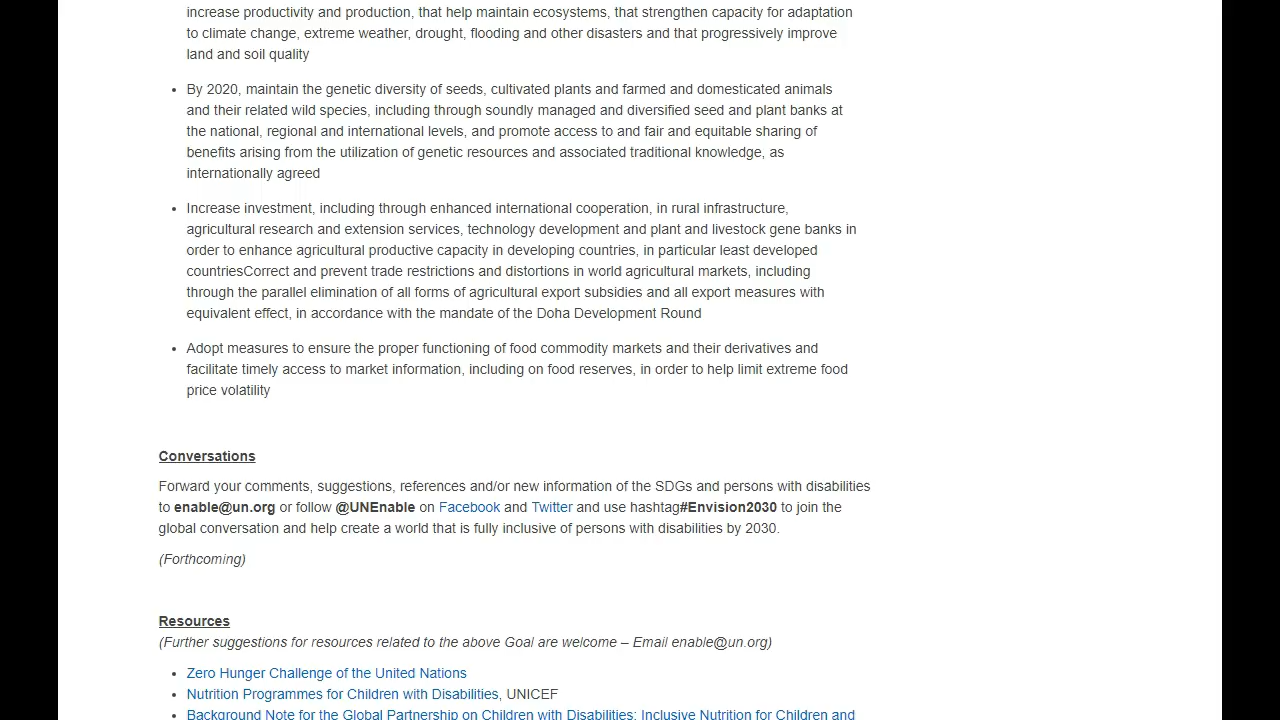 increase productivity and production, that help maintain ecosystems, that strengthen capacity for adaptation
to climate change, extreme weather, drought, flooding and other disasters and that progressively improve
land and soil quality
• By 2020, maintain the genetic diversity of seeds, cultivated plants and farmed and domesticated animals
and their related wild species, including through soundly managed and diversified seed and plant banks at
the national, regional and international levels, and promote access to and fair and equitable sharing of
benefits arising from the utilization of genetic resources and associated traditional knowledge, as
internationally agreed
• Increase investment, including through enhanced international cooperation, in rural infrastructure,
agricultural research and extension services, technology development and plant and livestock gene banks in
order to enhance agricultural productive capacity in developing countries, in particular least developed
countriesCorrect and prevent trade restrictions and distortions in world agricultural markets, including
through the parallel elimination of all forms of agricultural export subsidies and all export measures with
equivalent effect, in accordance with the mandate of the Doha Development Round
• Adopt measures to ensure the proper functioning of food commodity markets and their derivatives and
facilitate timely access to market information, including on food reserves, in order to help limit extreme food
price volatility
Conversations
Forward your comments, suggestions, references and/or new information of the SDGs and persons with disabilities
to enable@un.org or follow @UNEnable on Facebook and Twitter and use hashtag#Envision2030 to join the
global conversation and help create a world that is fully inclusive of persons with disabilities by 2030.
(Forthcoming)
Resources
(Further suggestions for resources related to the above Goal are welcome – Email enable@un.org)
• Zero Hunger Challenge of the United Nations
• Nutrition Programmes for Children with Disabilities, UNICEF
• Background Note for the Global Partnership on Children with Disabilities: Inclusive Nutrition for Children and